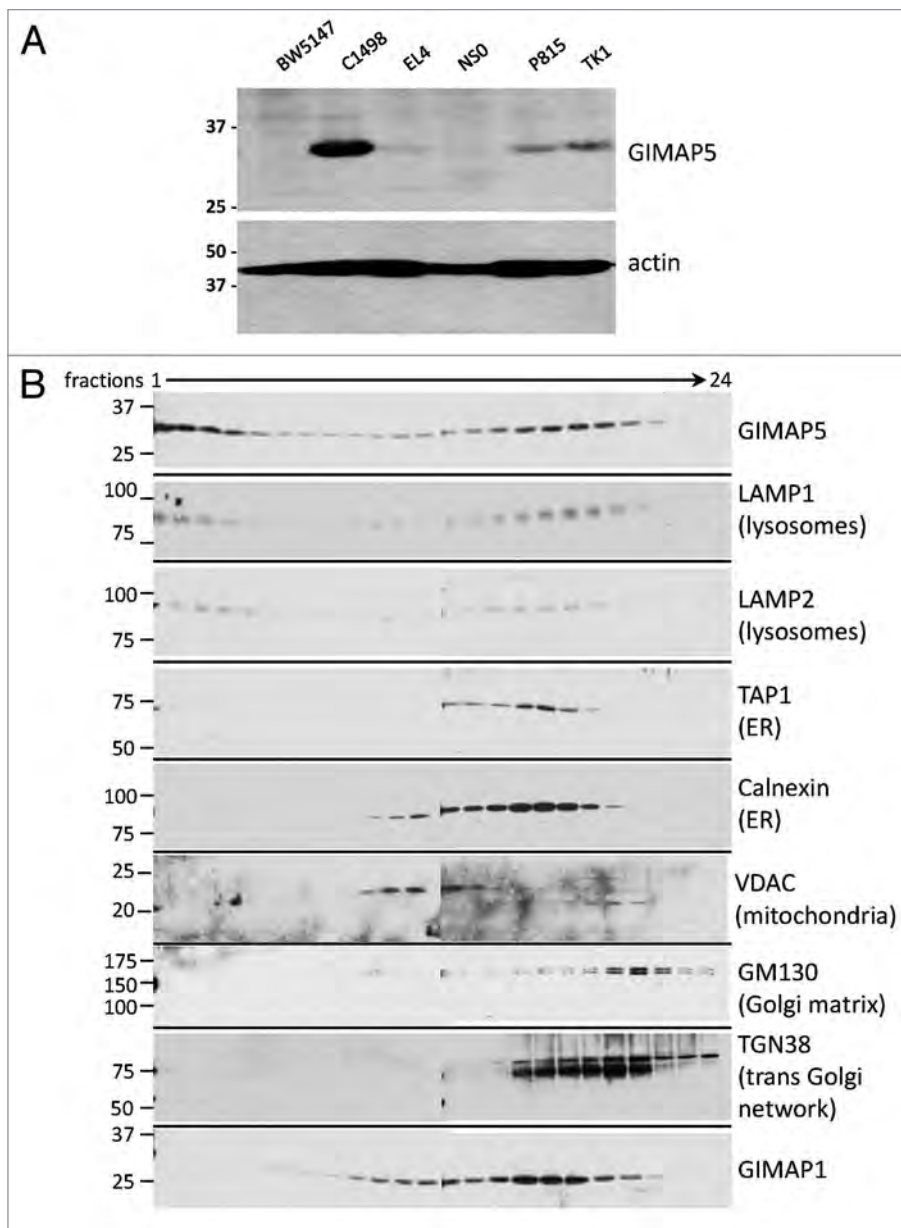 A
BW5147 C1498 EL4 NS0 P815 TK1
37 -
GIMAP5
25 -
50 -
actin
37 -
B
fractions 1 24
37
GIMAP5
25
100
LAMP1
75
(lysosomes)
100
LAMP2
75
(lysosomes)
75
TAP1
50
(ER)
100
Calnexin
75
(ER)
25
VDAC
20
(mitochondria)
175
150
GM130
100
(Golgi matrix)
TGN38
75
(trans Golgi
50
network)
37
25
GIMAP1